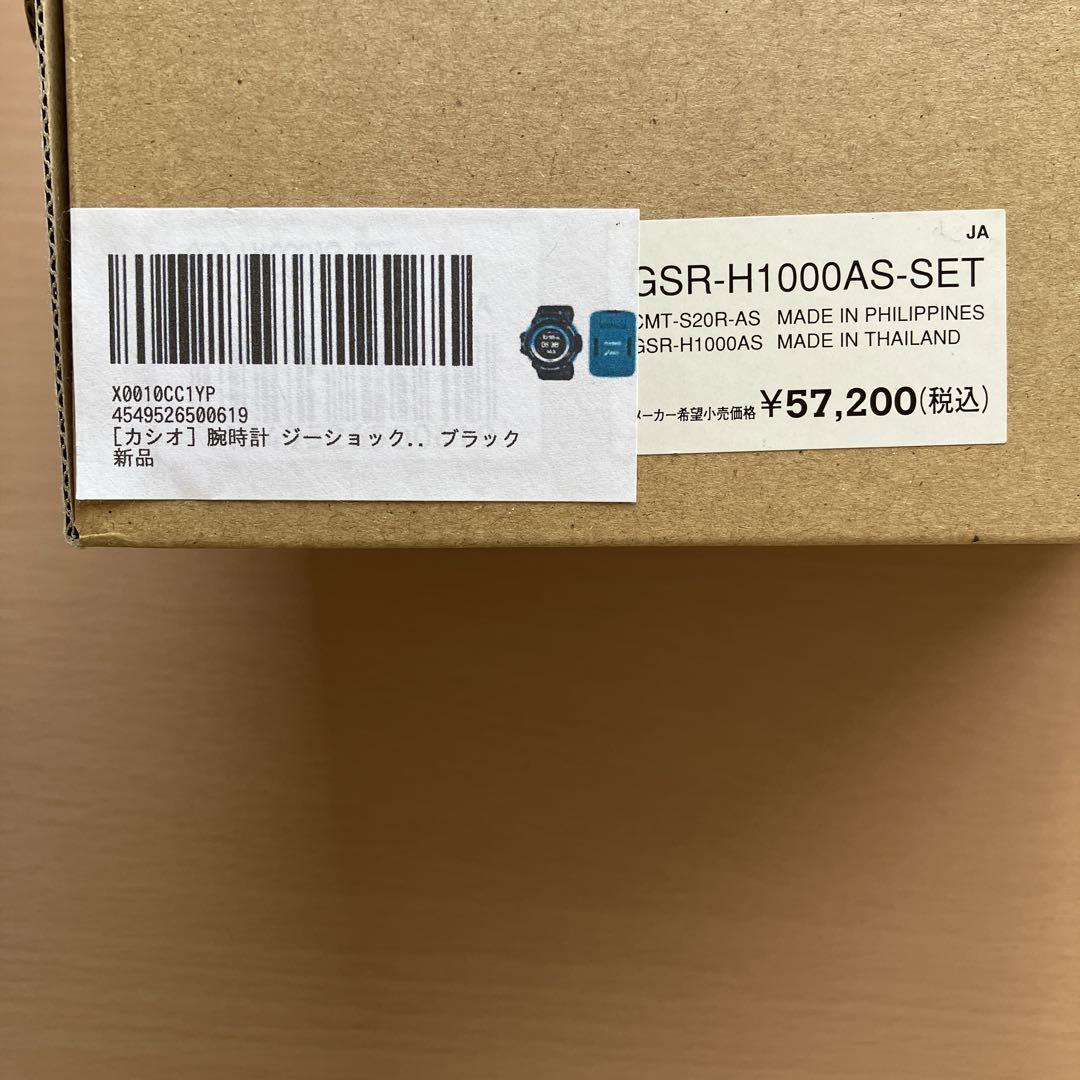 X0010CC1YP
4549526500619
[カシオ] 腕時計 ジーショック.. ブラック
新品
JA
GSR-H1000AS-SET
CMT-S20R-AS MADE IN PHILIPPINES
GSR-H1000AS MADE IN THAILAND
メーカー希望小売価格 ¥57,200(税込)